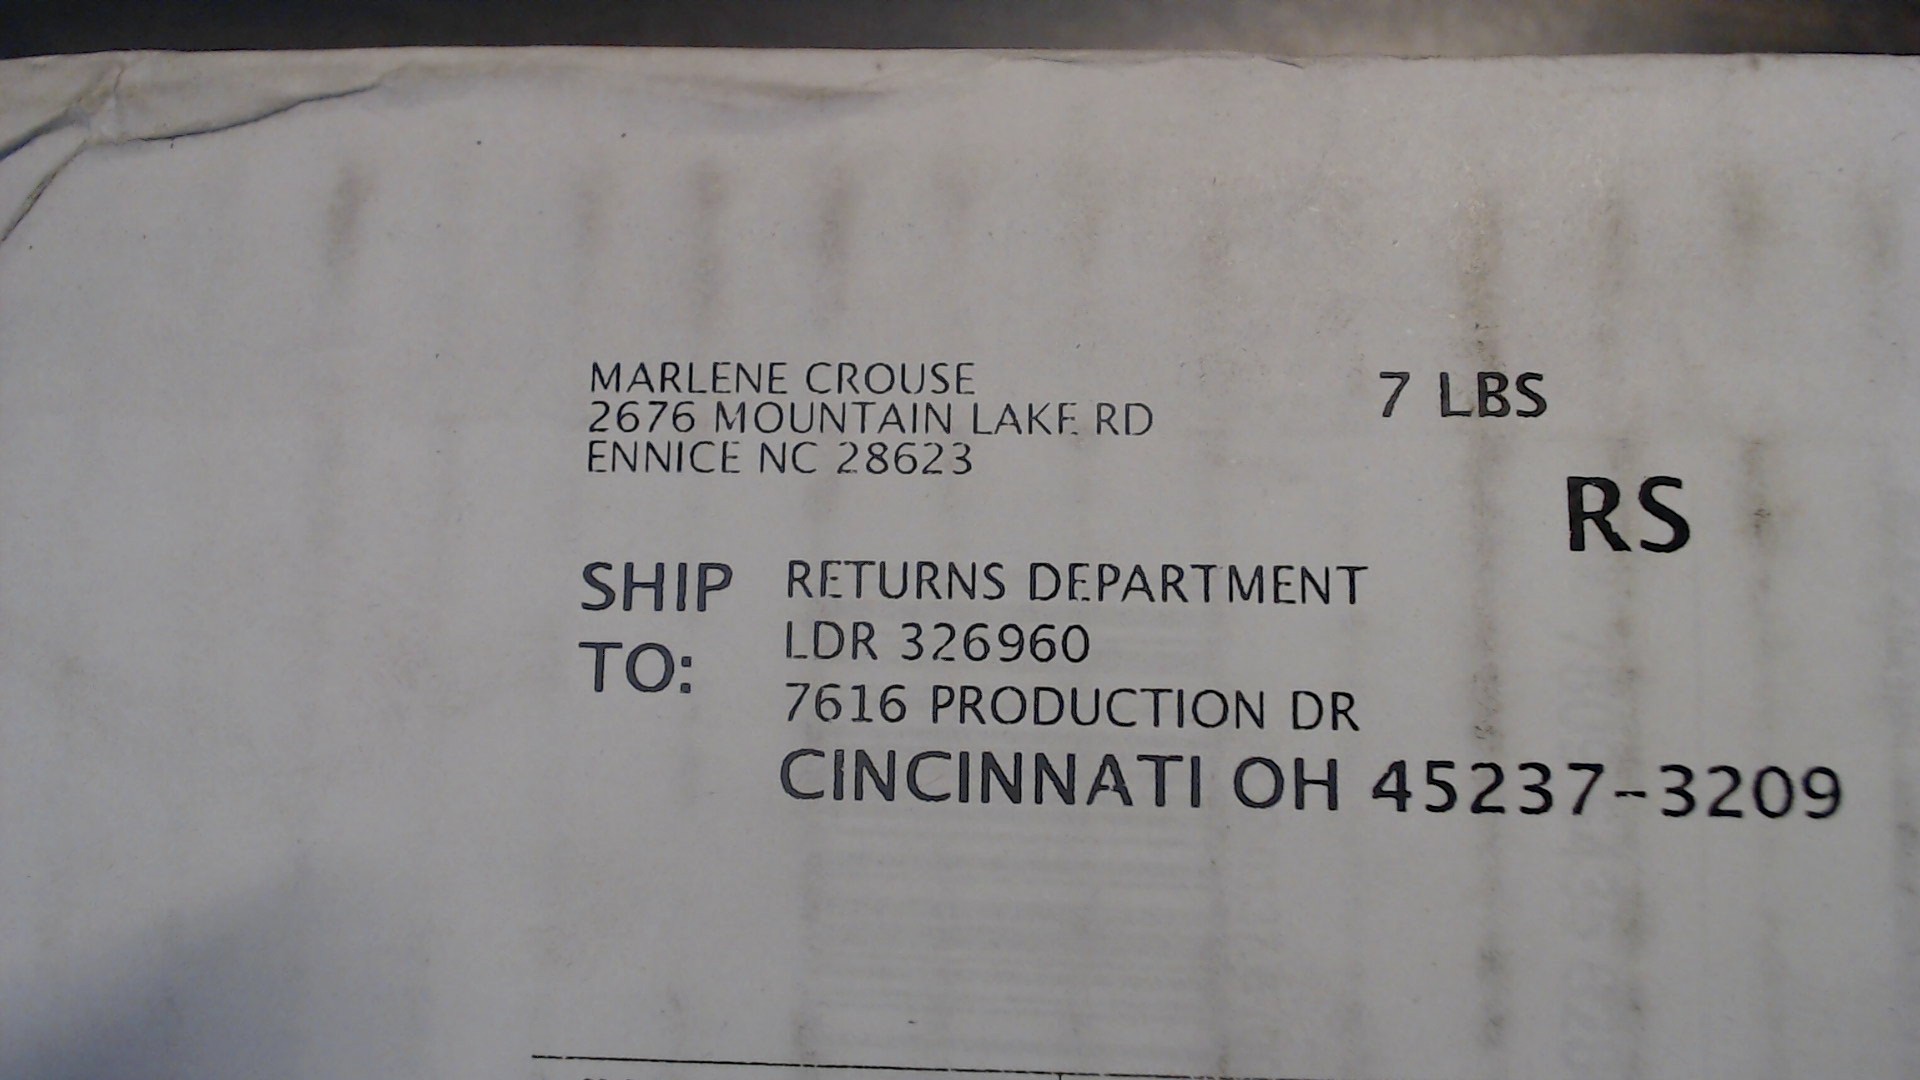 MARLENE CROUSE
2676 MOUNTAIN LAKE RD
ENNICE NC 28623
7 LBS
RS
SHIP TO:
RETURNS DEPARTMENT
LDR 326960
7616 PRODUCTION DR
CINCINNATI OH 45237-3209